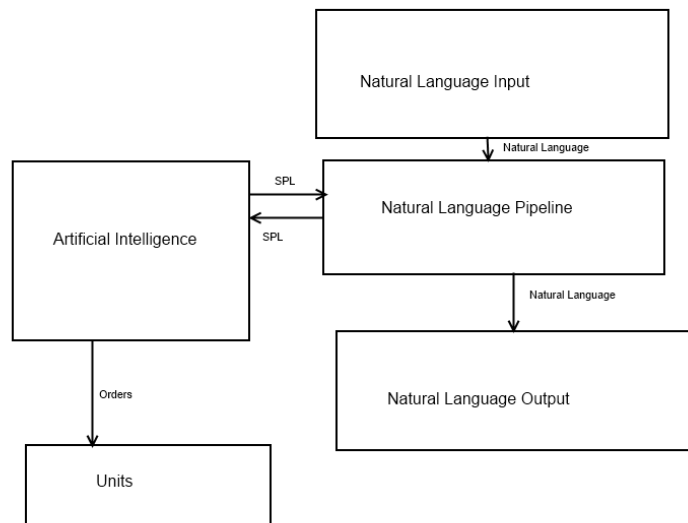 Natural Language Input
Natural Language
SPL
Natural Language Pipeline
Artificial Intelligence
SPL
Natural Language
Orders
Natural Language Output
Units